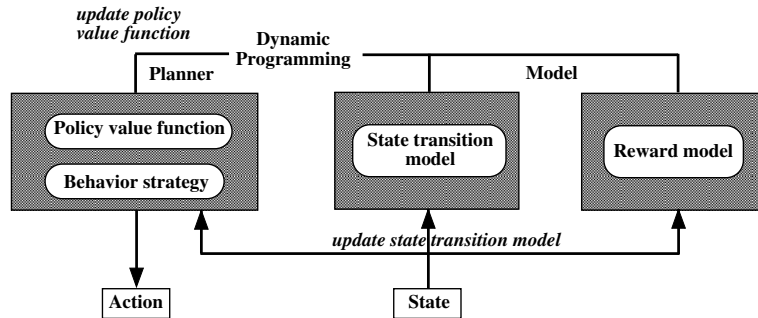 update policy
value function
Dynamic
Programming
Planner
Model
Policy value function
Behavior strategy
State transition
model
Reward model
update state transition model
Action
State